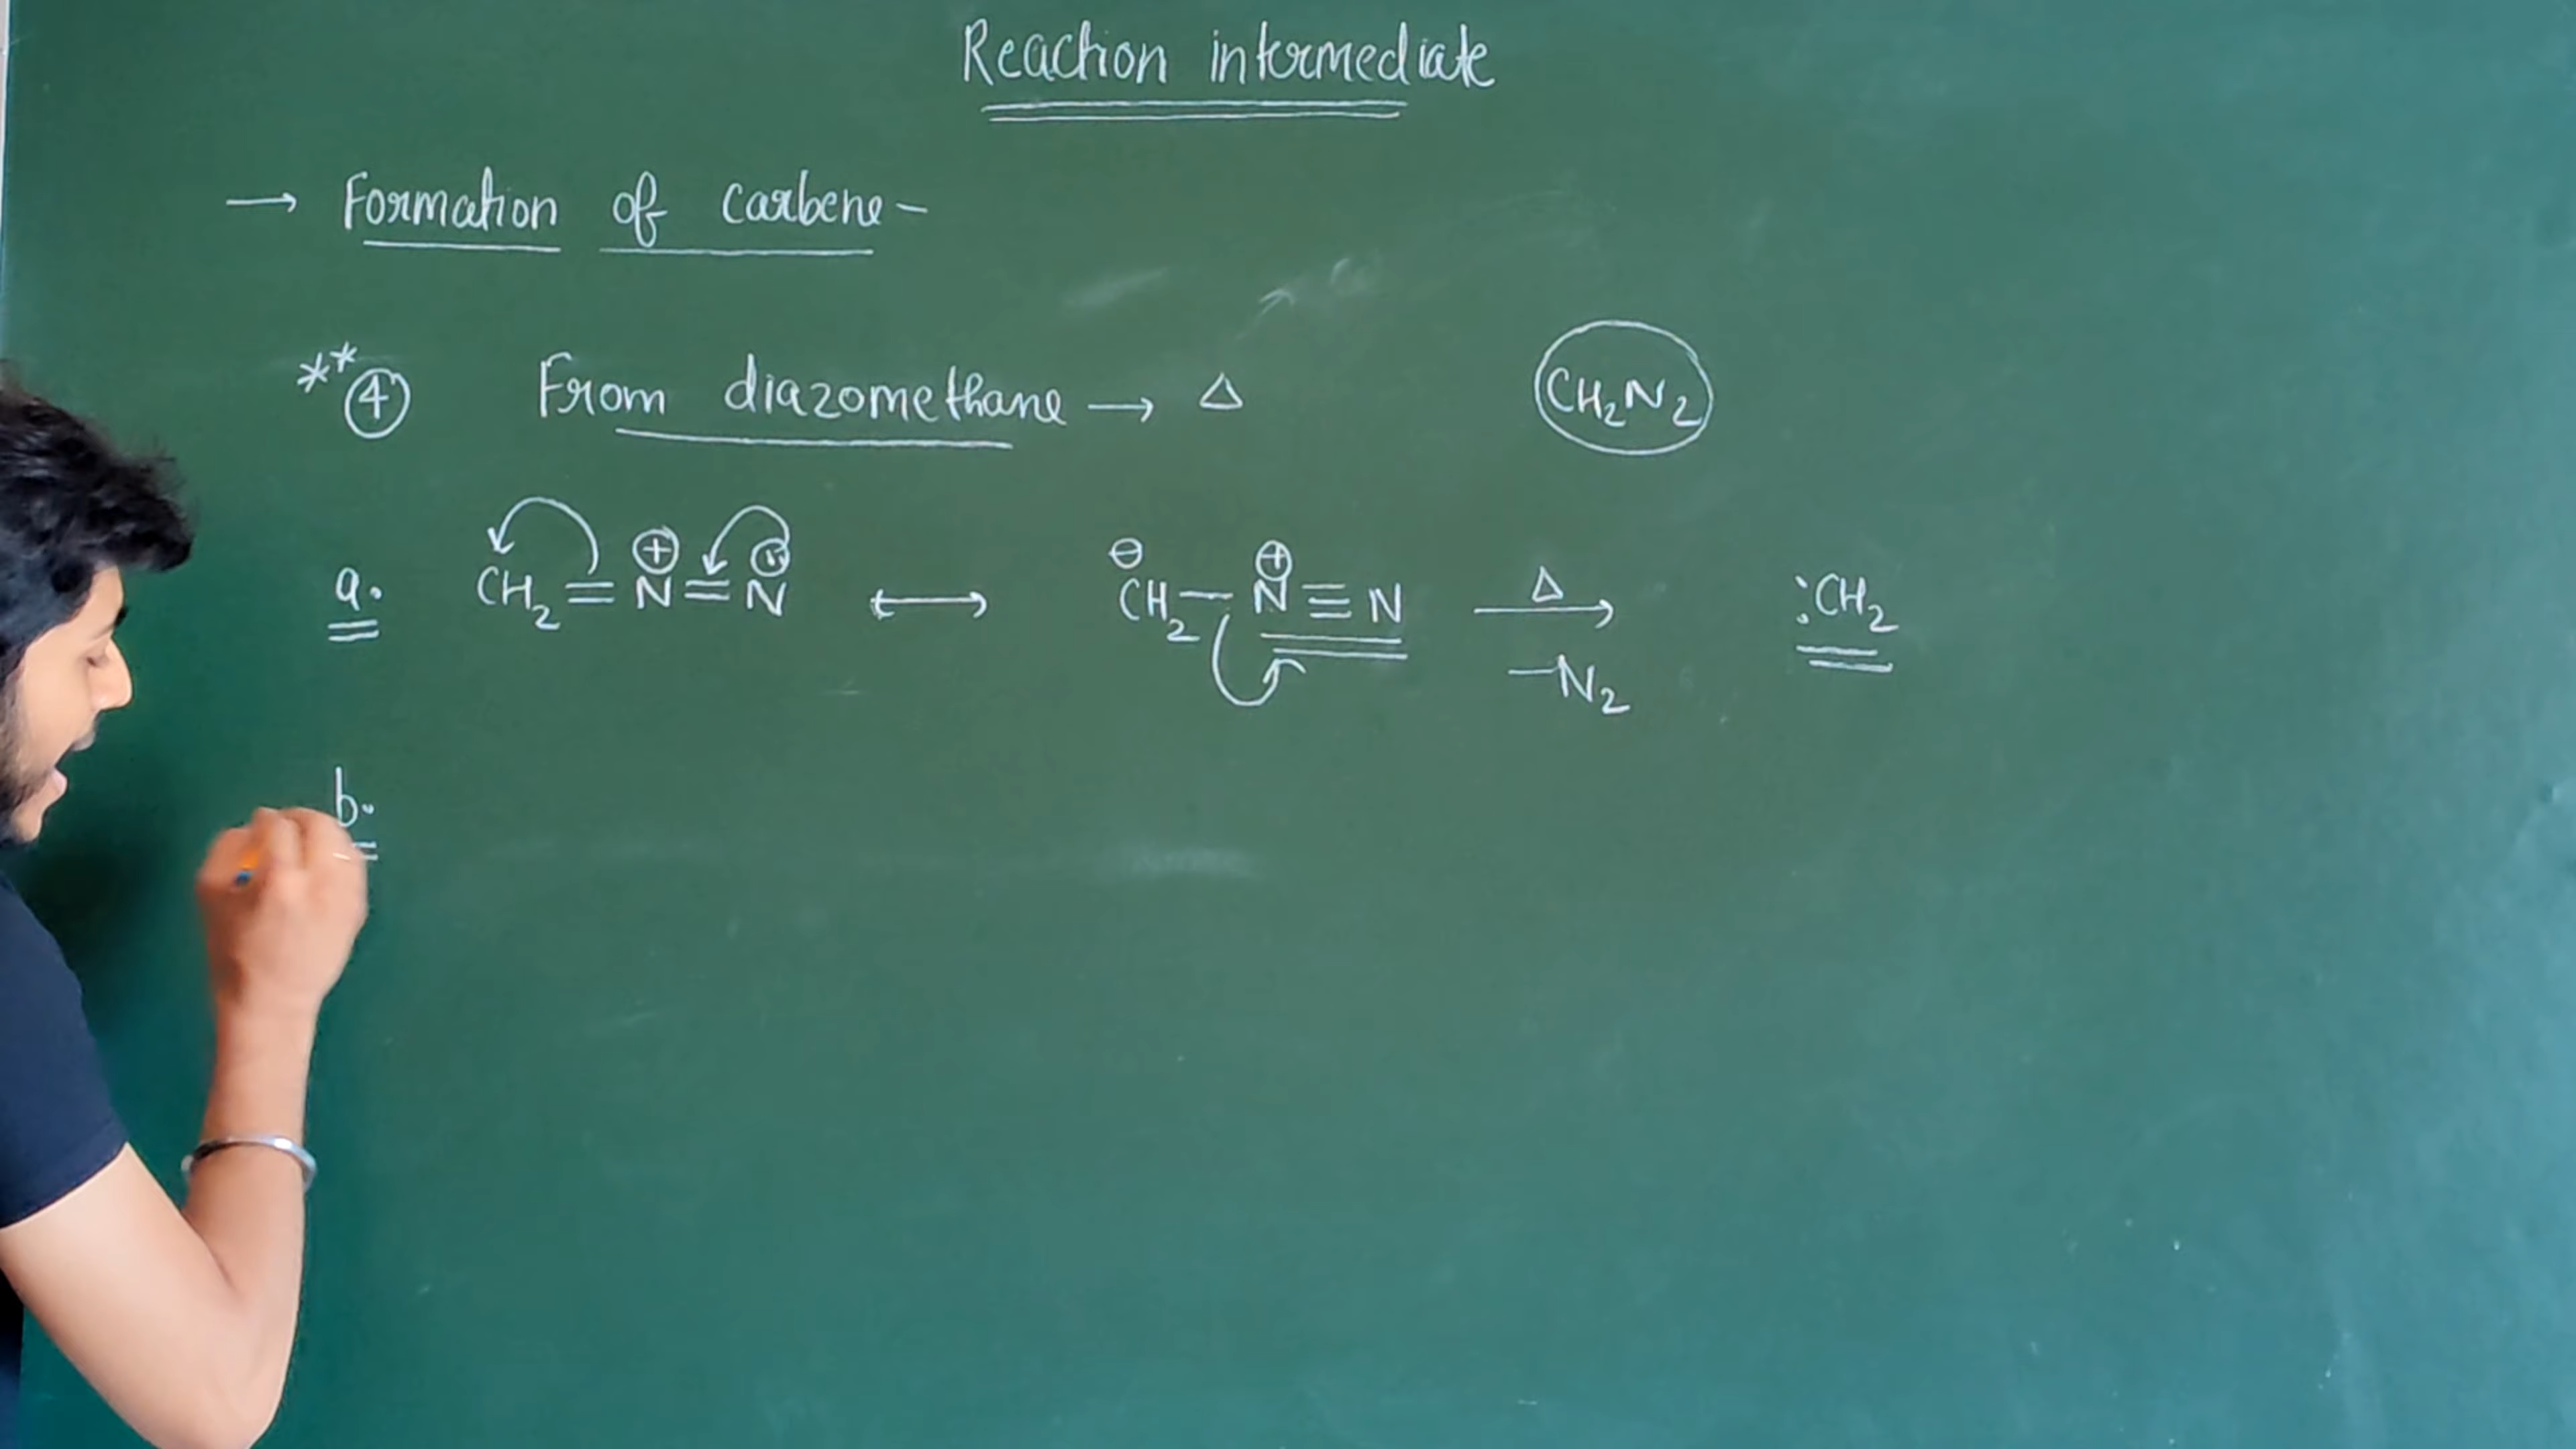 Reaction intermediate
→ Formation of carbene –
** ④ From diazomethane → Δ CH₂N₂
a. CH₂=N⊕=N⊖ ↔ ⊖CH₂–N⊕≡N Δ→ –N₂ :CH₂
b.